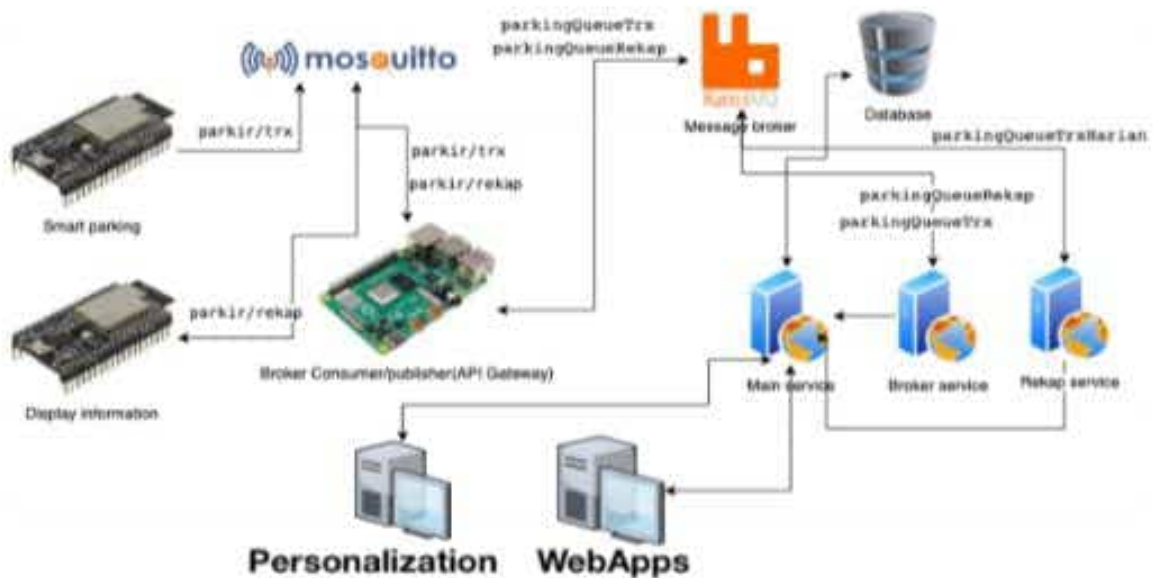 parkingQueueTrx
parkingQueueRekap
mosquitto
RabbitMQ
Message broker
Database
parkir/trx
parkir/trx
parkir/rekap
parkingQueueTrxHarian
parkingQueueRekap
parkingQueueTrx
Smart parking
parkir/rekap
Display information
Broker Consumer/publisher(API Gateway)
Main service
Broker service
Rekap service
Personalization
WebApps